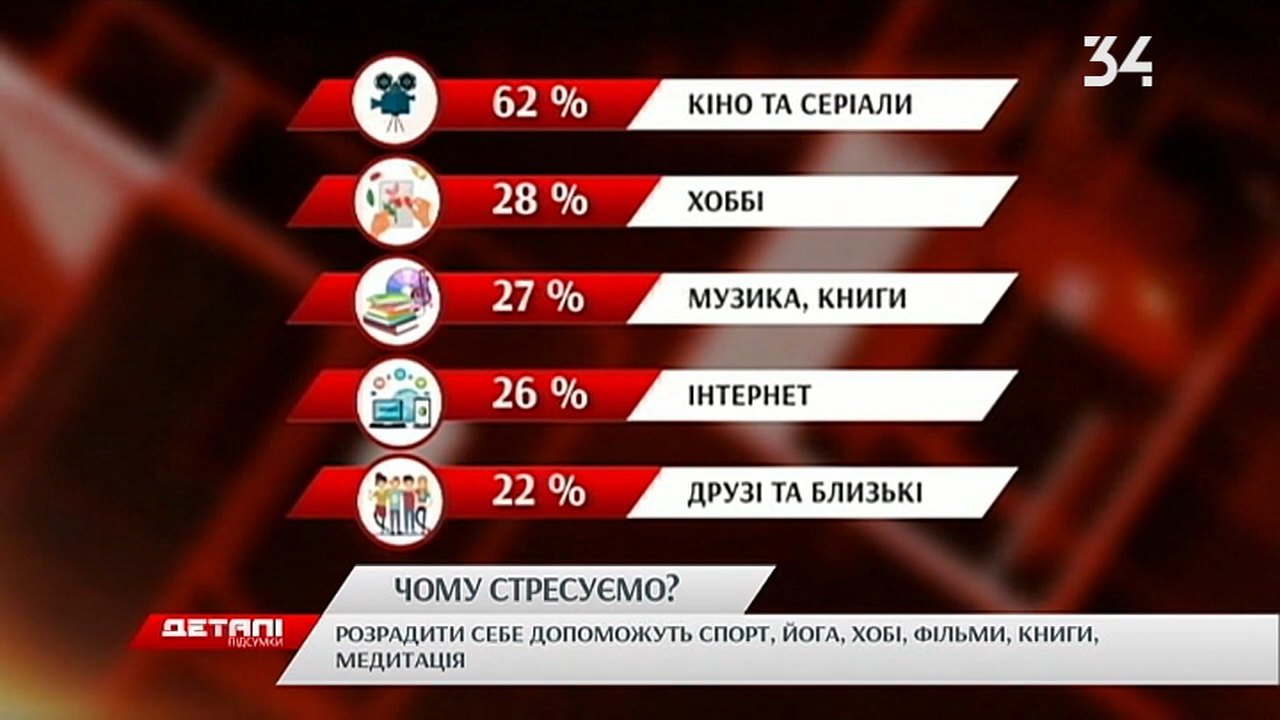 34
62 %
КІНО ТА СЕРІАЛИ
28 %
ХОББІ
27 %
МУЗИКА, КНИГИ
26 %
ІНТЕРНЕТ
22 %
ДРУЗІ ТА БЛИЗЬКІ
ЧОМУ СТРЕСУЄМО?
ДЕТАЛІ
ПІДСУМКИ
РОЗРАДИТИ СЕБЕ ДОПОМОЖУТЬ СПОРТ, ЙОГА, ХОБІ, ФІЛЬМИ, КНИГИ,
МЕДИТАЦІЯ